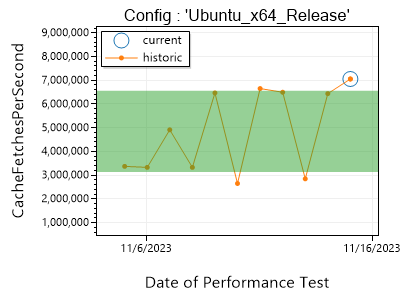 Config : 'Ubuntu_x64_Release'
current
historic
CacheFetchesPerSecond
9,000,000
8,000,000
7,000,000
6,000,000
5,000,000
4,000,000
3,000,000
2,000,000
1,000,000
11/6/2023
11/16/2023
Date of Performance Test